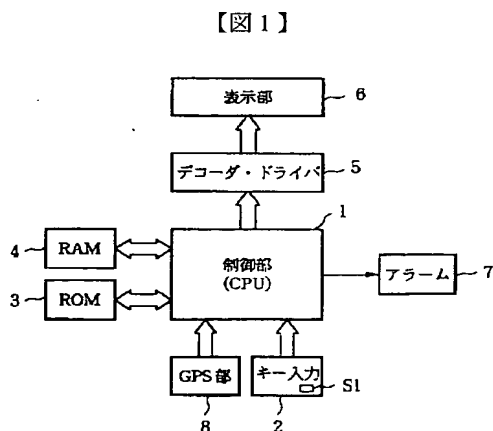 【図1】
表示部
6
デコーダ・ドライバ
5
1
4
RAM
制御部
(CPU)
アラーム
7
3
ROM
GPS部
キー入力
S1
8
2